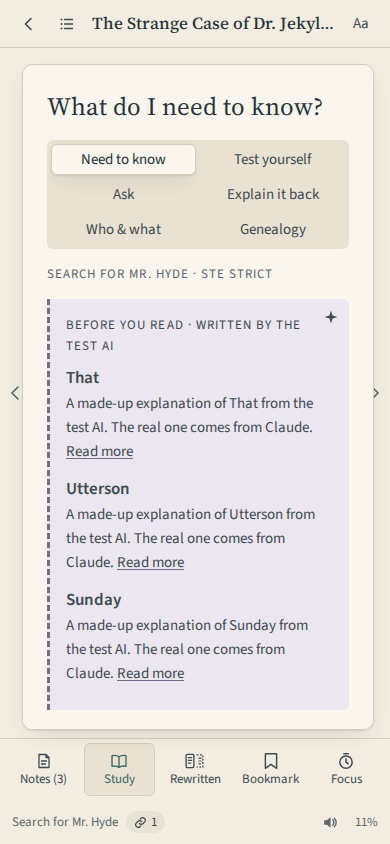 The Strange Case of Dr. Jekyl...
Aa
What do I need to know?
Need to know
Test yourself
Ask
Explain it back
Who & what
Genealogy
SEARCH FOR MR. HYDE · STE STRICT
BEFORE YOU READ · WRITTEN BY THE
TEST AI
That
A made-up explanation of That from the
test AI. The real one comes from Claude.
Read more
Utterson
A made-up explanation of Utterson from
the test AI. The real one comes from
Claude. Read more
Sunday
A made-up explanation of Sunday from
the test AI. The real one comes from
Claude. Read more
Notes (3)
Study
Rewritten
Bookmark
Focus
Search for Mr. Hyde
1
11%